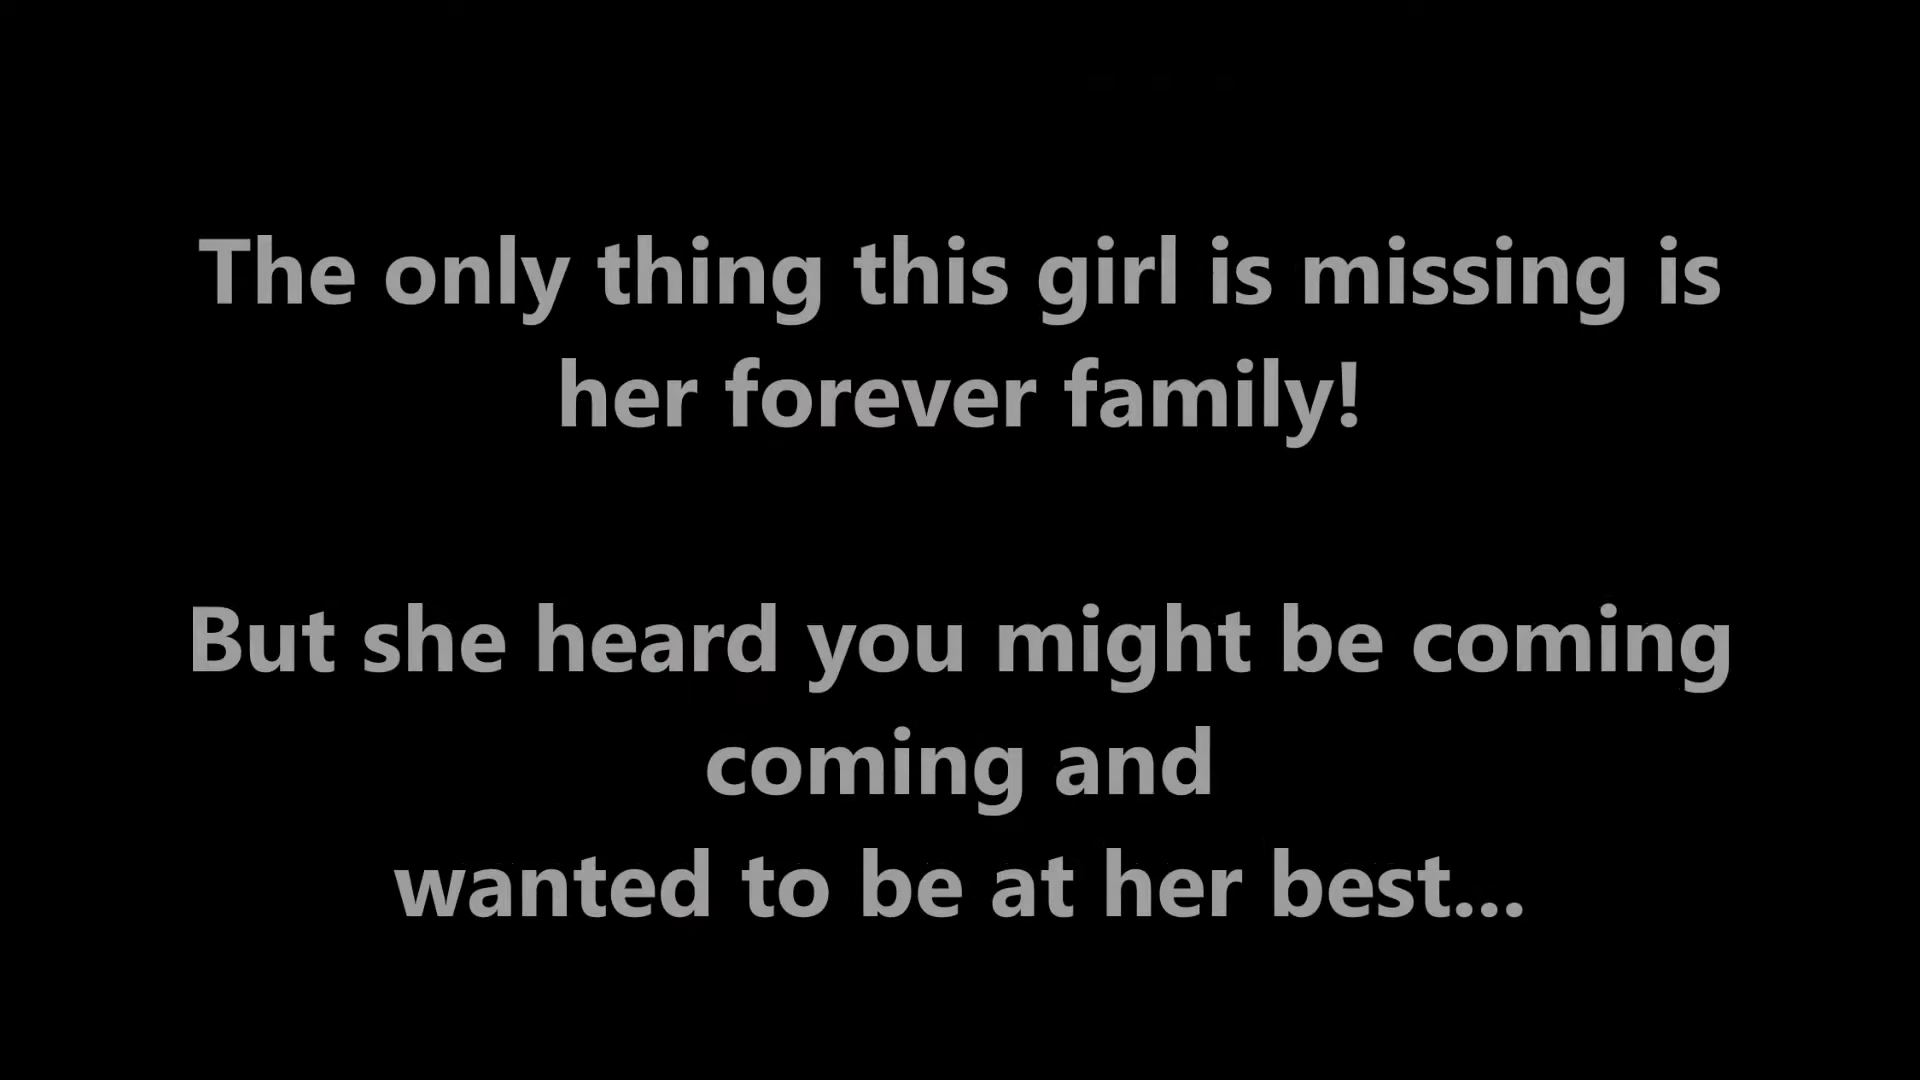 The only thing this girl is missing is
her forever family!
But she heard you might be coming
coming and
wanted to be at her best...